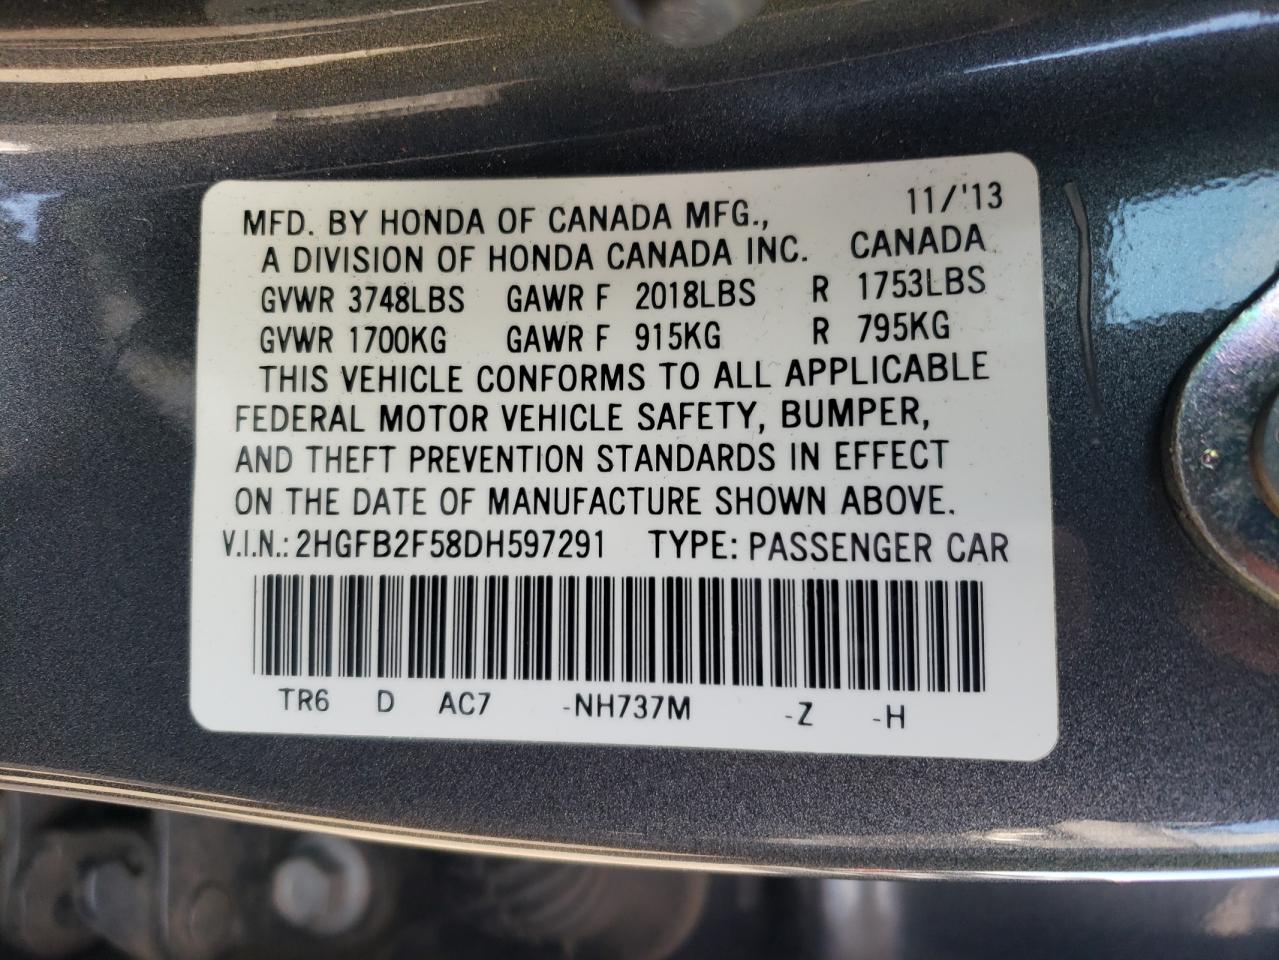 MFD. BY HONDA OF CANADA MFG., 11/'13
A DIVISION OF HONDA CANADA INC. CANADA
GVWR 3748LBS GAWR F 2018LBS R 1753LBS
GVWR 1700KG GAWR F 915KG R 795KG
THIS VEHICLE CONFORMS TO ALL APPLICABLE
FEDERAL MOTOR VEHICLE SAFETY, BUMPER,
AND THEFT PREVENTION STANDARDS IN EFFECT
ON THE DATE OF MANUFACTURE SHOWN ABOVE.
V.I.N.: 2HGFB2F58DH597291 TYPE: PASSENGER CAR
TR6 D AC7 -NH737M -Z -H